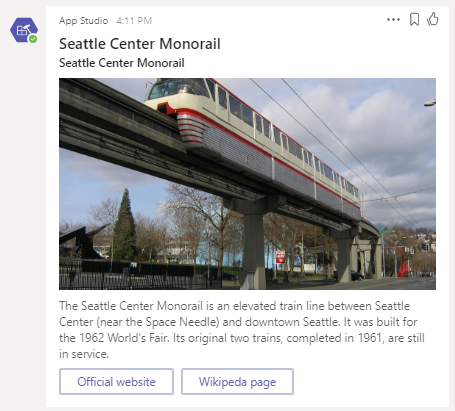 App Studio 4:11 PM
Seattle Center Monorail
Seattle Center Monorail
The Seattle Center Monorail is an elevated train line between Seattle
Center (near the Space Needle) and downtown Seattle. It was built for
the 1962 World's Fair. Its original two trains, completed in 1961, are still
in service.
Official website
Wikipeda page